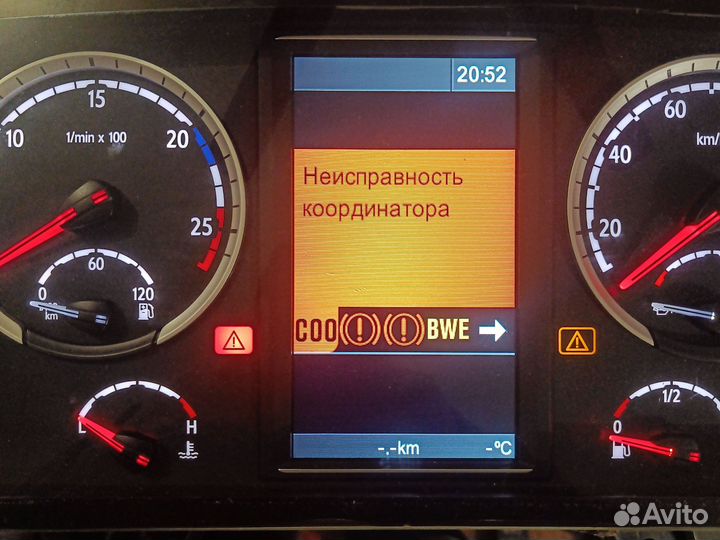 20:52
15
10
1/min x 100
20
25
60
0
120
km
L
H
Неисправность
координатора
COO
BWE
-.-km
-°C
60
km/
40
20
1/2
0
Avito